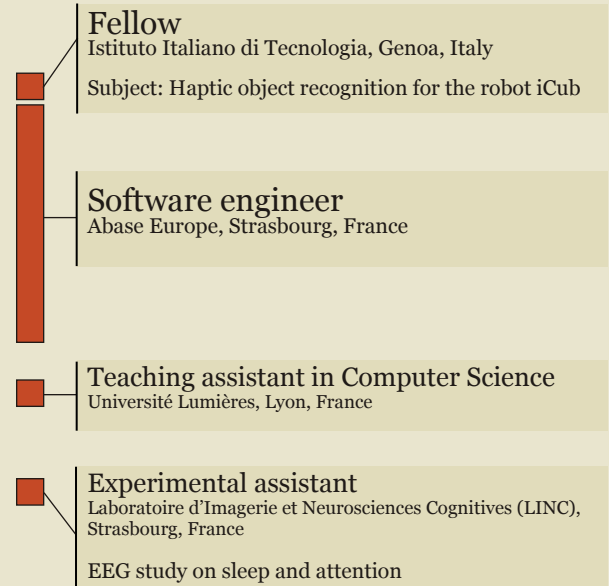 Fellow
Istituto Italiano di Tecnologia, Genoa, Italy
Subject: Haptic object recognition for the robot iCub
Software engineer
Abase Europe, Strasbourg, France
Teaching assistant in Computer Science
Université Lumières, Lyon, France
Experimental assistant
Laboratoire d'Imagerie et Neurosciences Cognitives (LINC),
Strasbourg, France
EEG study on sleep and attention